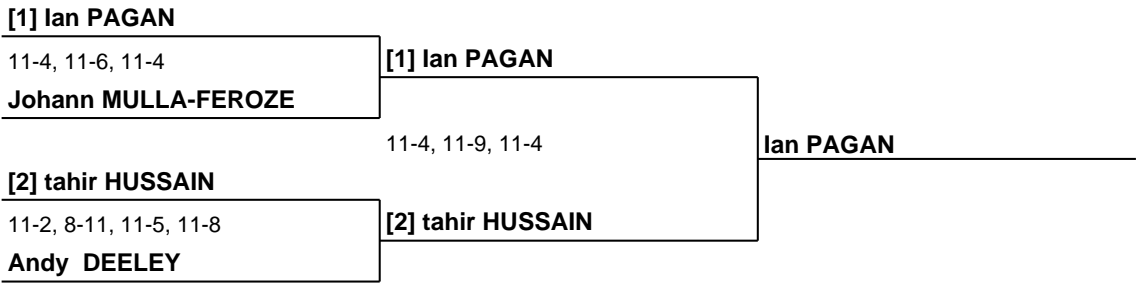 [1] Ian PAGAN
11-4, 11-6, 11-4
Johann MULLA-FEROZE
[1] Ian PAGAN
11-4, 11-9, 11-4
Ian PAGAN
[2] tahir HUSSAIN
11-2, 8-11, 11-5, 11-8
Andy DEELEY
[2] tahir HUSSAIN